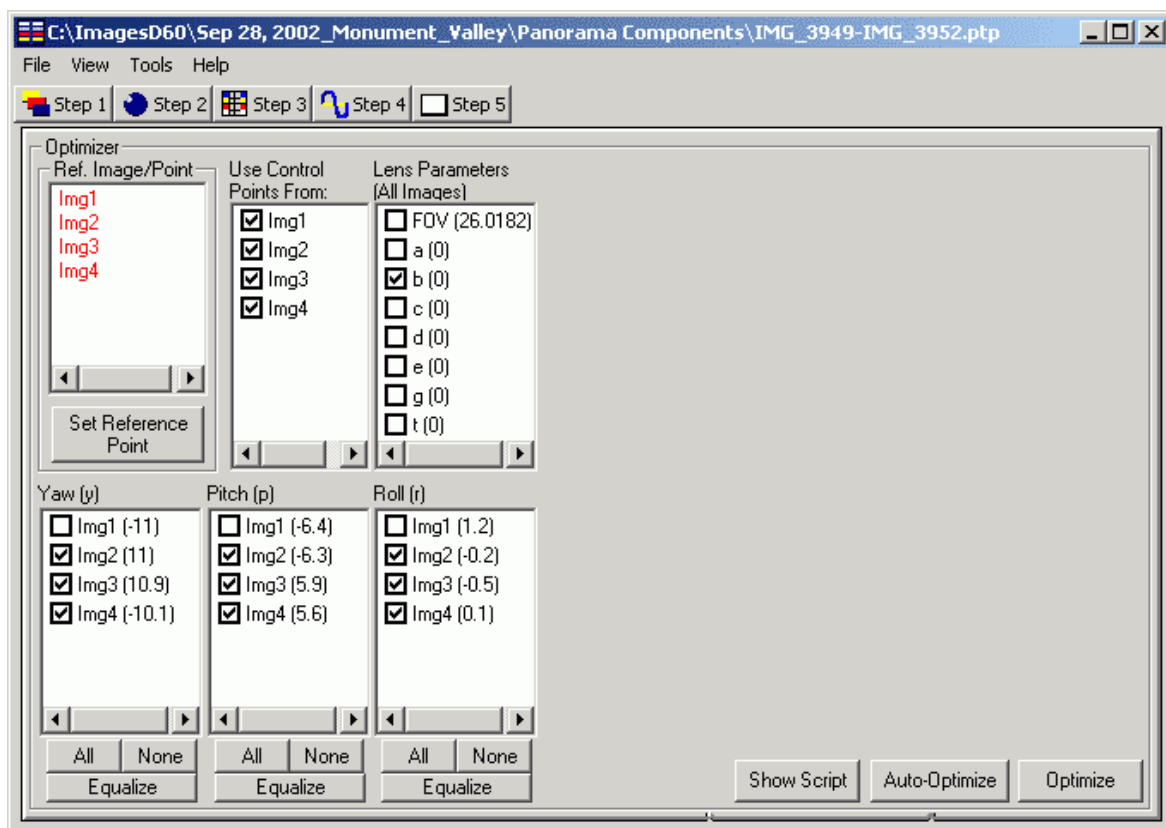 C:\ImagesD60\Sep 28, 2002_Monument_Valley\Panorama Components\IMG_3949-IMG_3952.ptp
File View Tools Help
Step 1 Step 2 Step 3 Step 4 Step 5
Optimizer
Ref. Image/Point
Img1
Img2
Img3
Img4
Set Reference
Point
Use Control
Points From:
Img1
Img2
Img3
Img4
Lens Parameters
(All Images)
FOV (26.0182)
a (0)
b (0)
c (0)
d (0)
e (0)
g (0)
t (0)
Yaw (y)
Img1 (-11)
Img2 (11)
Img3 (10.9)
Img4 (-10.1)
All None
Equalize
Pitch (p)
Img1 (-6.4)
Img2 (-6.3)
Img3 (5.9)
Img4 (5.6)
All None
Equalize
Roll (r)
Img1 (1.2)
Img2 (-0.2)
Img3 (-0.5)
Img4 (0.1)
All None
Equalize
Show Script Auto-Optimize Optimize